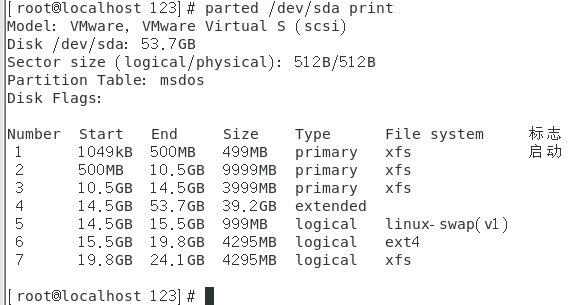 [root@localhost 123]# parted /dev/sda print
Model: VMware, VMware Virtual S (scsi)
Disk /dev/sda: 53.7GB
Sector size (logical/physical): 512B/512B
Partition Table: msdos
Disk Flags:
Number  Start   End     Size    Type      File system     标志
 1      1049kB  500MB   499MB   primary   xfs             启动
 2      500MB   10.5GB  9999MB  primary   xfs
 3      10.5GB  14.5GB  3999MB  primary   xfs
 4      14.5GB  53.7GB  39.2GB  extended
 5      14.5GB  15.5GB  999MB   logical   linux-swap(v1)
 6      15.5GB  19.8GB  4295MB  logical   ext4
 7      19.8GB  24.1GB  4295MB  logical   xfs
[root@localhost 123]#